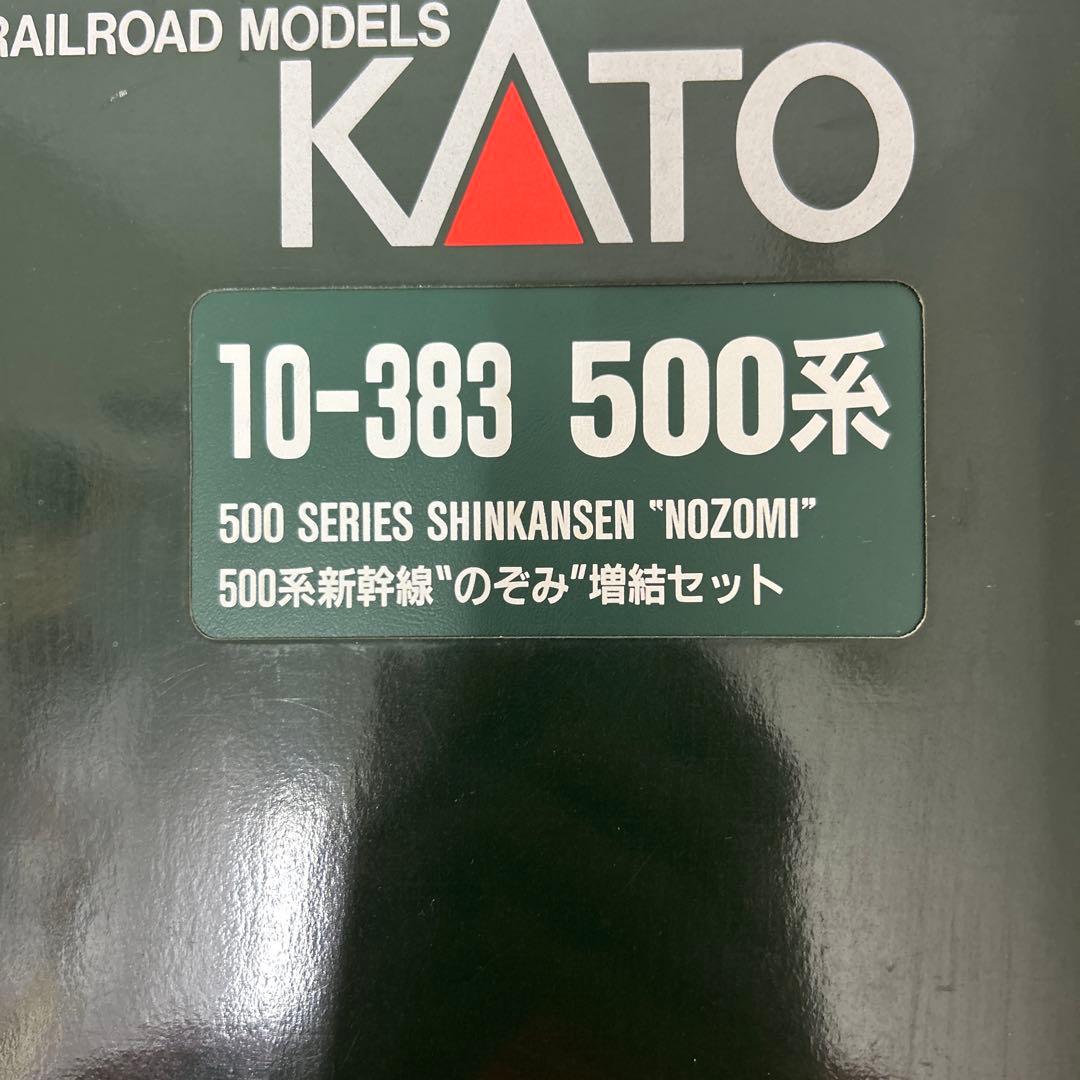 RAILROAD MODELS
KATO
10-383 500系
500 SERIES SHINKANSEN “NOZOMI”
500系新幹線“のぞみ”増結セット